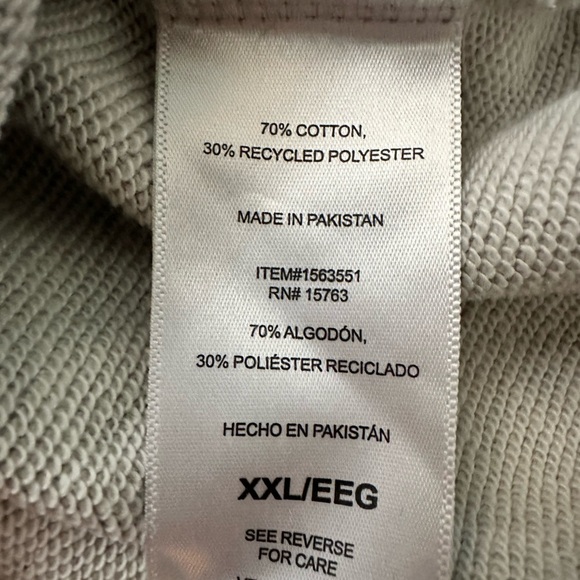 70% COTTON,
30% RECYCLED POLYESTER
MADE IN PAKISTAN
ITEM#1563551
RN# 15763
70% ALGODÓN,
30% POLIÉSTER RECICLADO
HECHO EN PAKISTÁN
XXL/EEG
SEE REVERSE
FOR CARE